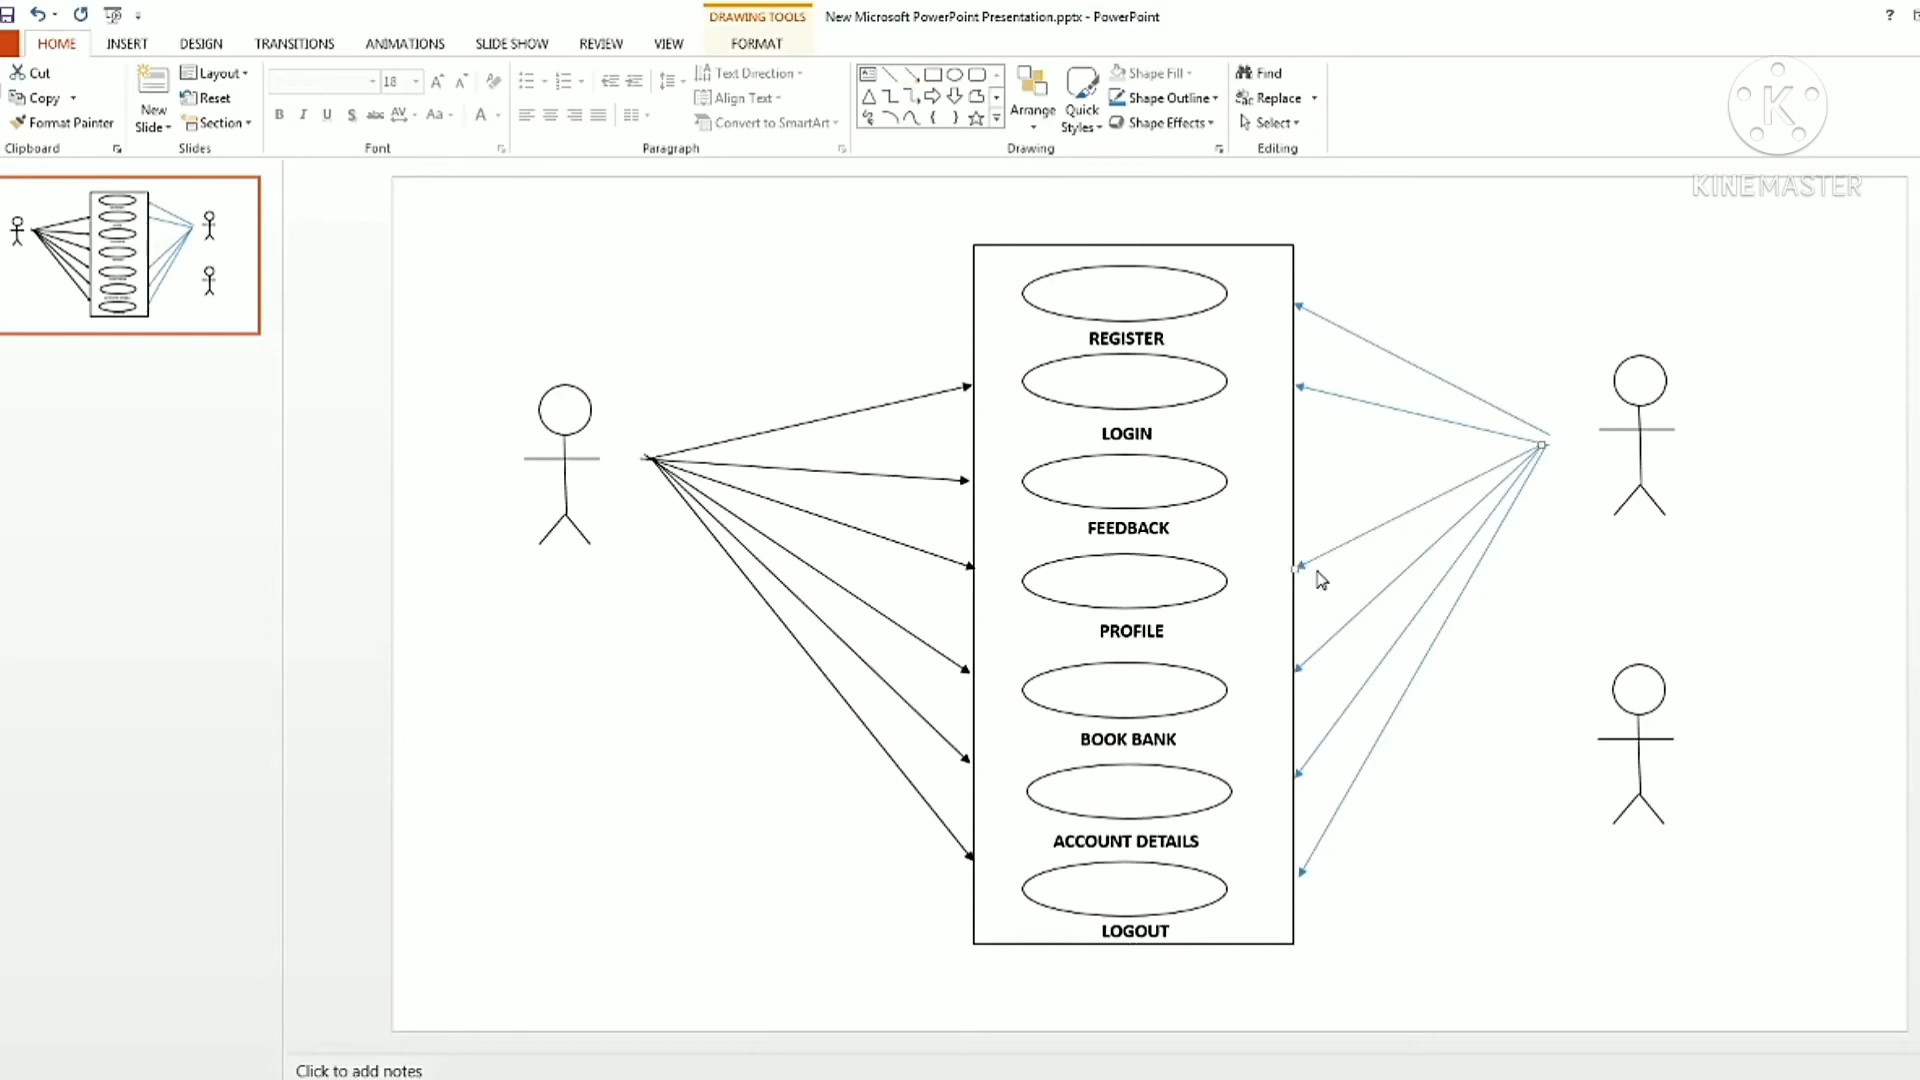 DRAWING TOOLS New Microsoft PowerPoint Presentation.pptx - PowerPoint ?
HOME INSERT DESIGN TRANSITIONS ANIMATIONS SLIDE SHOW REVIEW VIEW FORMAT
Cut
Copy
Format Painter
Clipboard
New
Slide
Layout
Reset
Section
Slides
18
B I U S abc AV Aa A
Font
Text Direction
Align Text
Convert to SmartArt
Paragraph
Arrange
Quick
Styles
Shape Fill
Shape Outline
Shape Effects
Drawing
Find
Replace
Select
Editing
K
KINEMASTER
REGISTER
LOGIN
FEEDBACK
PROFILE
BOOK BANK
ACCOUNT DETAILS
LOGOUT
Click to add notes